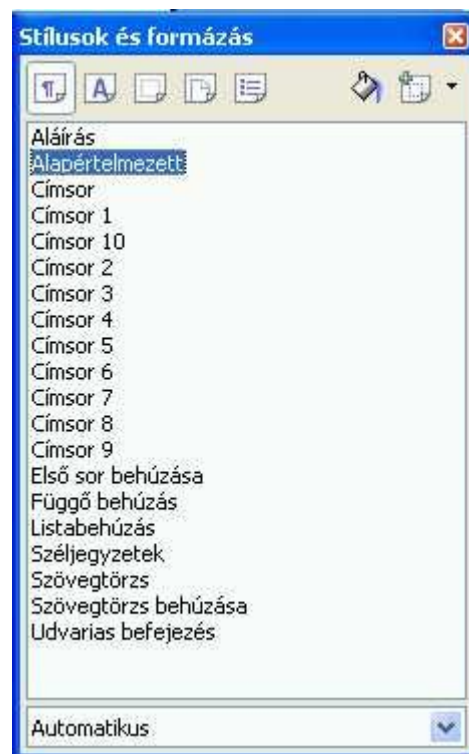 Stílusok és formázás
Aláírás
Alapértelmezett
Címsor
Címsor 1
Címsor 10
Címsor 2
Címsor 3
Címsor 4
Címsor 5
Címsor 6
Címsor 7
Címsor 8
Címsor 9
Első sor behúzása
Függő behúzás
Listabehúzás
Széljegyzetek
Szövegtörzs
Szövegtörzs behúzása
Udvarias befejezés
Automatikus